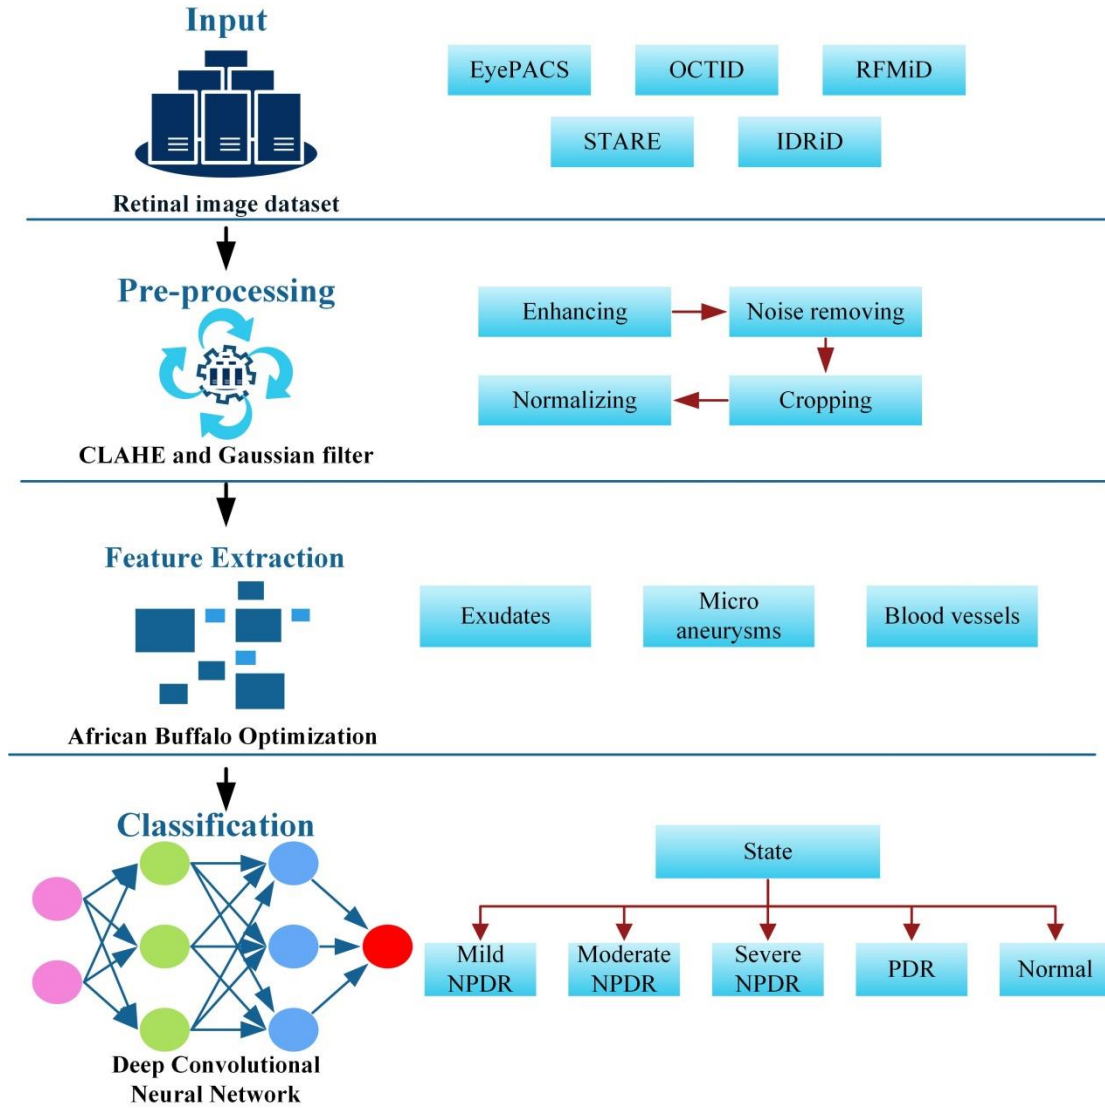 Input
EyePACS
OCTID
RFMiD
STARE
IDRiD
Retinal image dataset
Pre-processing
Enhancing
Noise removing
Normalizing
Cropping
CLAHE and Gaussian filter
Feature Extraction
Exudates
Micro
aneurysms
Blood vessels
African Buffalo Optimization
Classification
State
Mild
NPDR
Moderate
NPDR
Severe
NPDR
PDR
Normal
Deep Convolutional
Neural Network